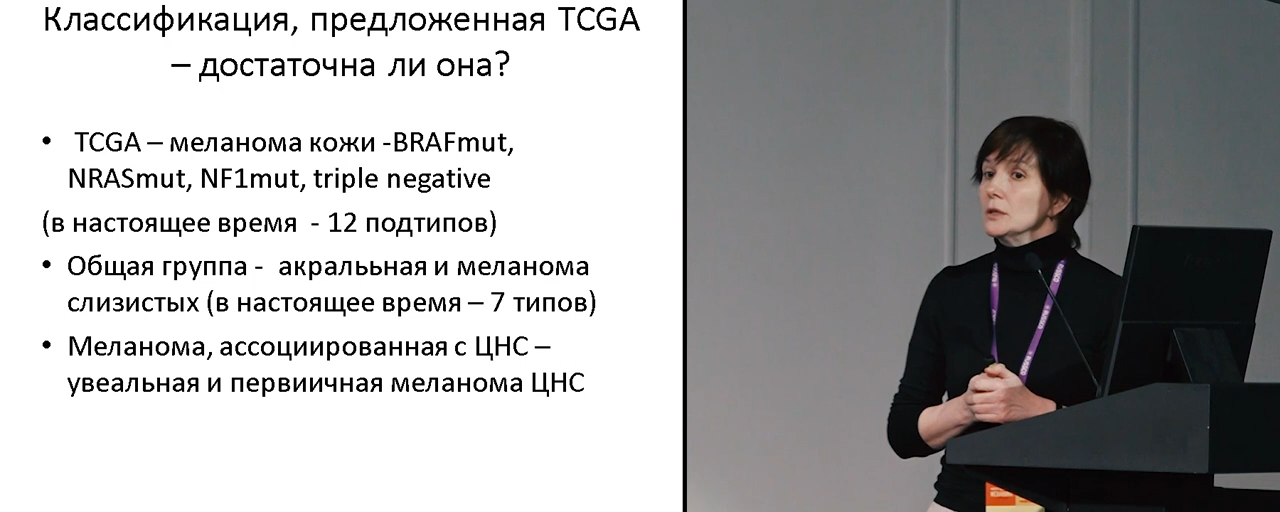 Классификация, предложенная TCGA
– достаточна ли она?
• TCGA – меланома кожи -BRAFmut,
NRASmut, NF1mut, triple negative
(в настоящее время - 12 подтипов)
• Общая группа - акралььная и меланома
слизистых (в настоящее время – 7 типов)
• Меланома, ассоциированная с ЦНС –
увеальная и первиичная меланома ЦНС